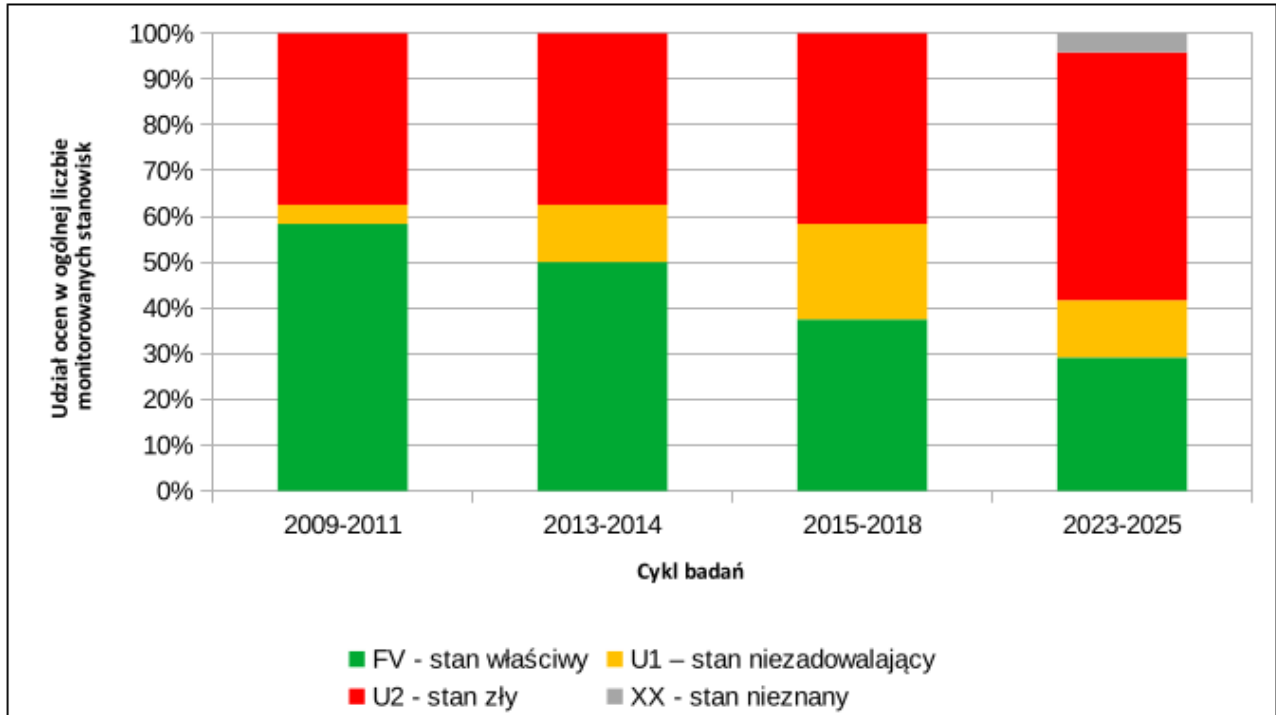 100%
90%
80%
70%
60%
50%
40%
30%
20%
10%
0%
Udział ocen w ogólnej liczbie
monitorowanych stanowisk
2009-2011 2013-2014 2015-2018 2023-2025
Cykl badań
FV - stan właściwy U1 – stan niezadowalający
U2 - stan zły XX - stan nieznany